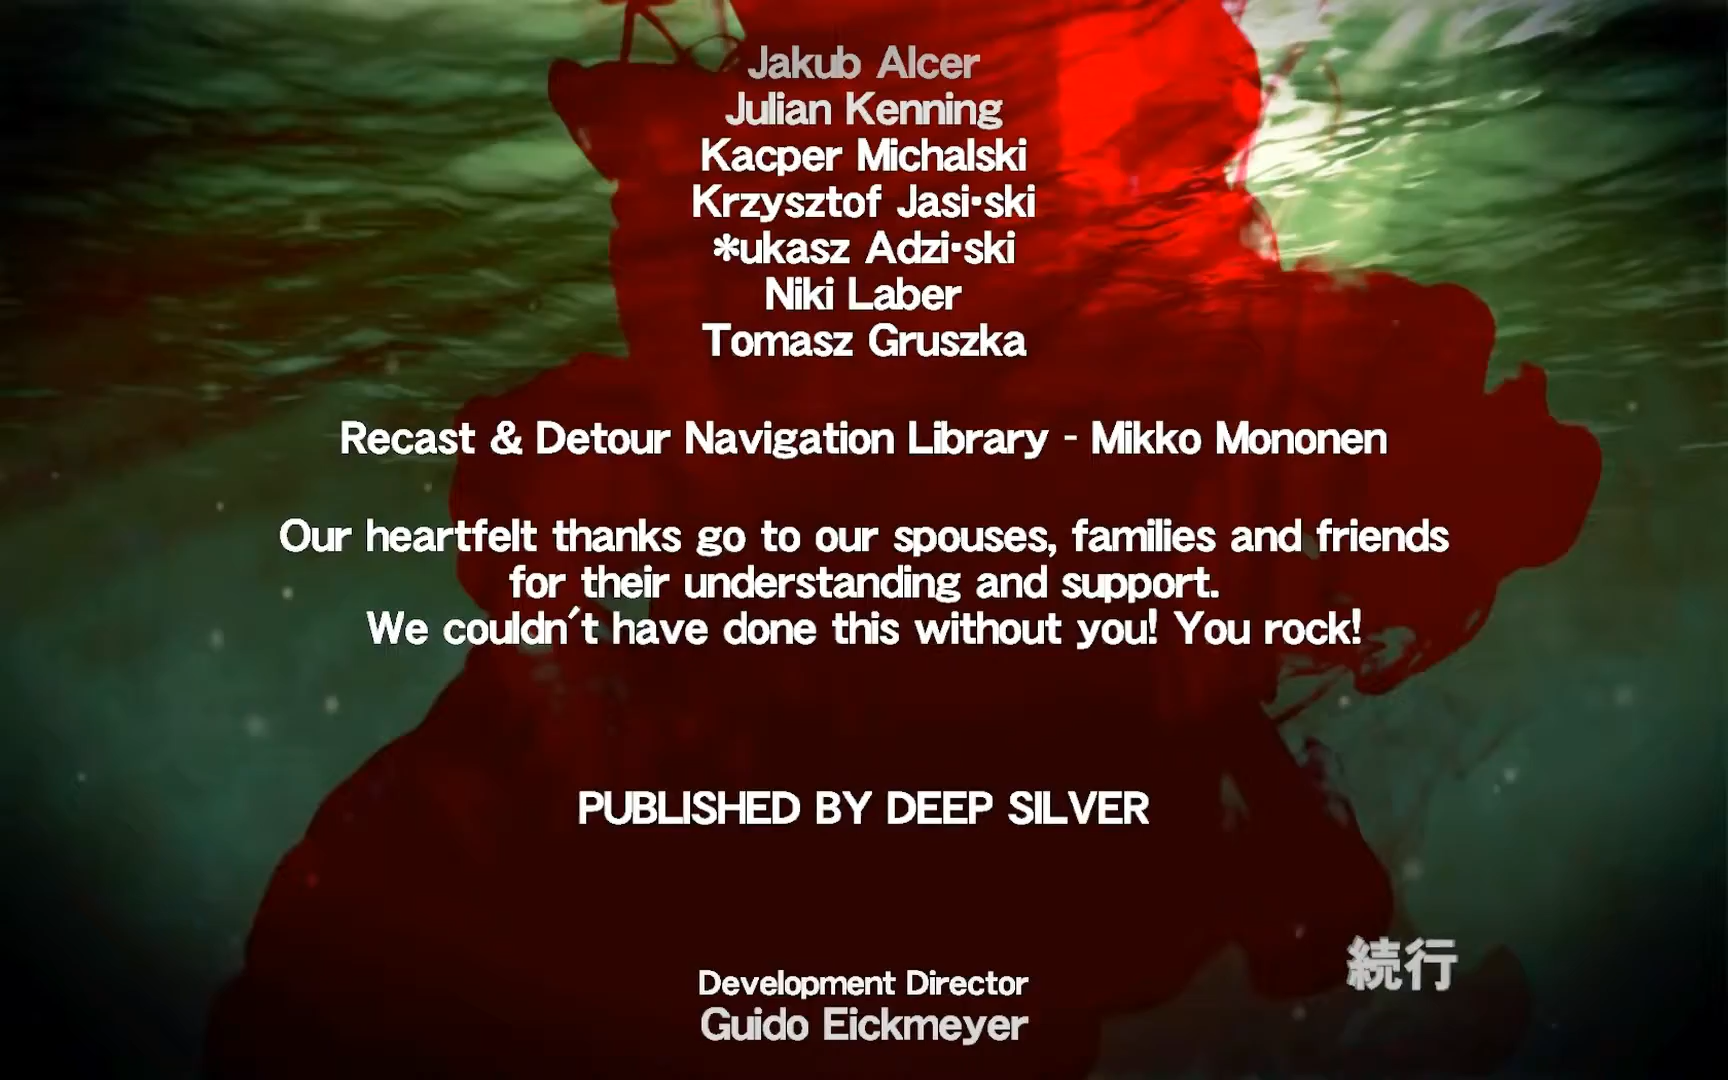 Jakub Alcer
Julian Kenning
Kacper Michalski
Krzysztof Jasi•ski
*ukasz Adzi•ski
Niki Laber
Tomasz Gruszka
Recast & Detour Navigation Library - Mikko Mononen
Our heartfelt thanks go to our spouses, families and friends
for their understanding and support.
We couldn't have done this without you! You rock!
PUBLISHED BY DEEP SILVER
続行
Development Director
Guido Eickmeyer